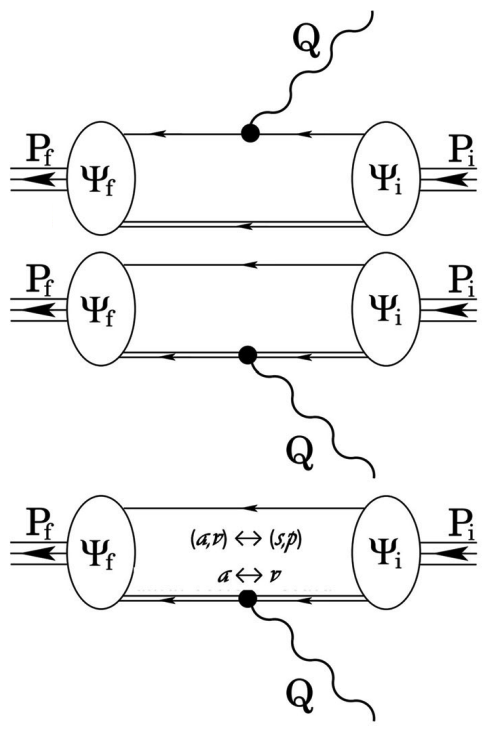 Q
P_f Ψ_f Ψ_i P_i
P_f Ψ_f Ψ_i P_i
Q
P_f Ψ_f (a,v) ↔ (s,p) Ψ_i P_i
a ↔ v
Q